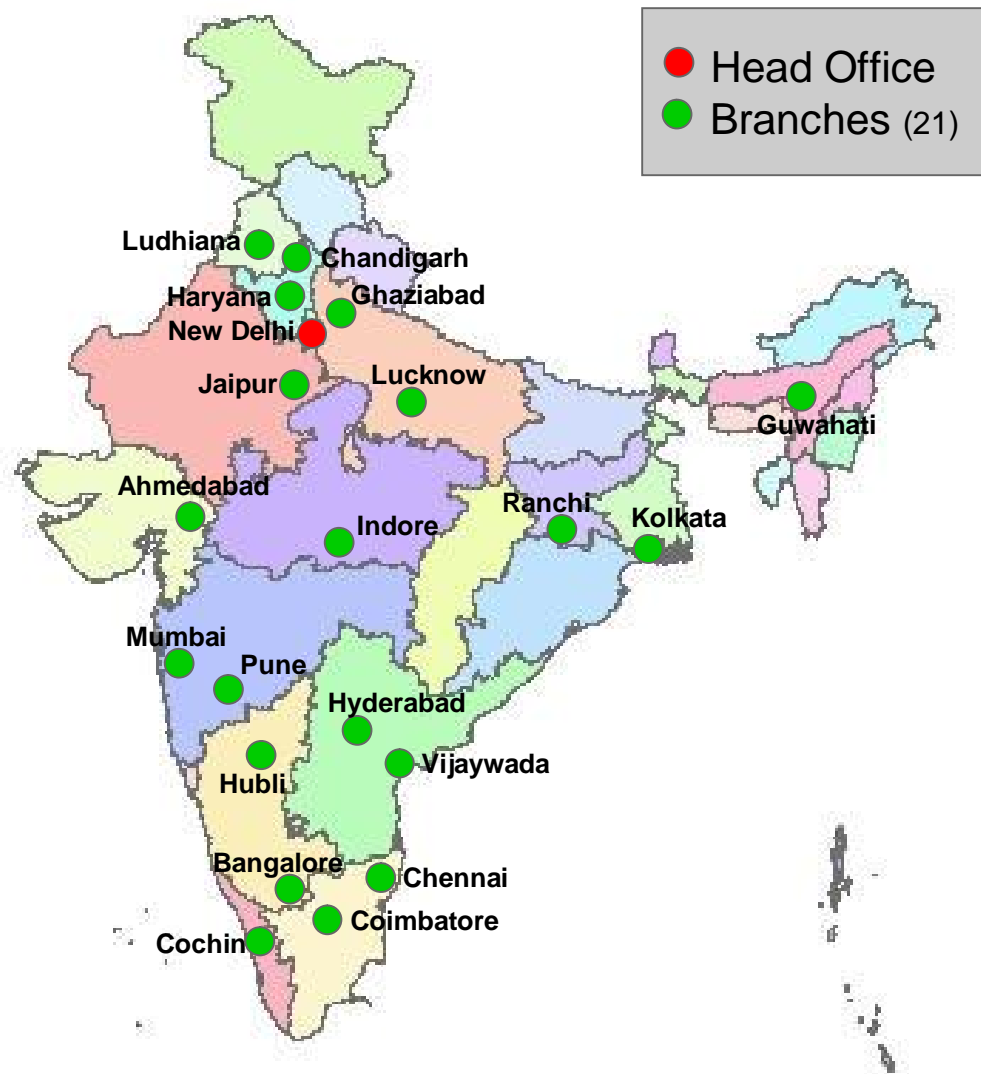 Head Office
Branches (21)
Ludhiana
Chandigarh
Haryana
Ghaziabad
New Delhi
Jaipur
Lucknow
Guwahati
Ahmedabad
Ranchi
Kolkata
Indore
Mumbai
Pune
Hyderabad
Vijaywada
Hubli
Bangalore
Chennai
Coimbatore
Cochin